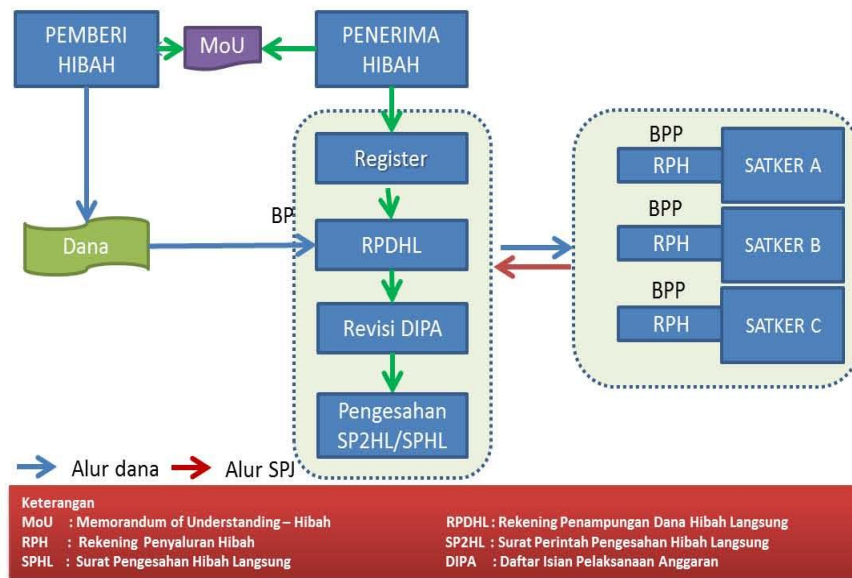 PEMBERI
HIBAH
MoU
PENERIMA
HIBAH
Register
BP
Dana
RPDHL
Revisi DIPA
Pengesahan
SP2HL/SPHL
BPP
RPH
SATKER A
BPP
RPH
SATKER B
BPP
RPH
SATKER C
Alur dana
Alur SPJ
Keterangan
MoU : Memorandum of Understanding – Hibah
RPH : Rekening Penyaluran Hibah
SPHL : Surat Pengesahan Hibah Langsung
RPDHL : Rekening Penampungan Dana Hibah Langsung
SP2HL : Surat Perintah Pengesahan Hibah Langsung
DIPA : Daftar Isian Pelaksanaan Anggaran